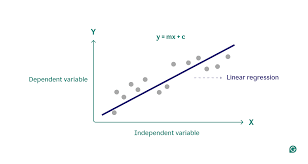 Y
y = mx + c
Dependent variable
Linear regression
X
Independent variable